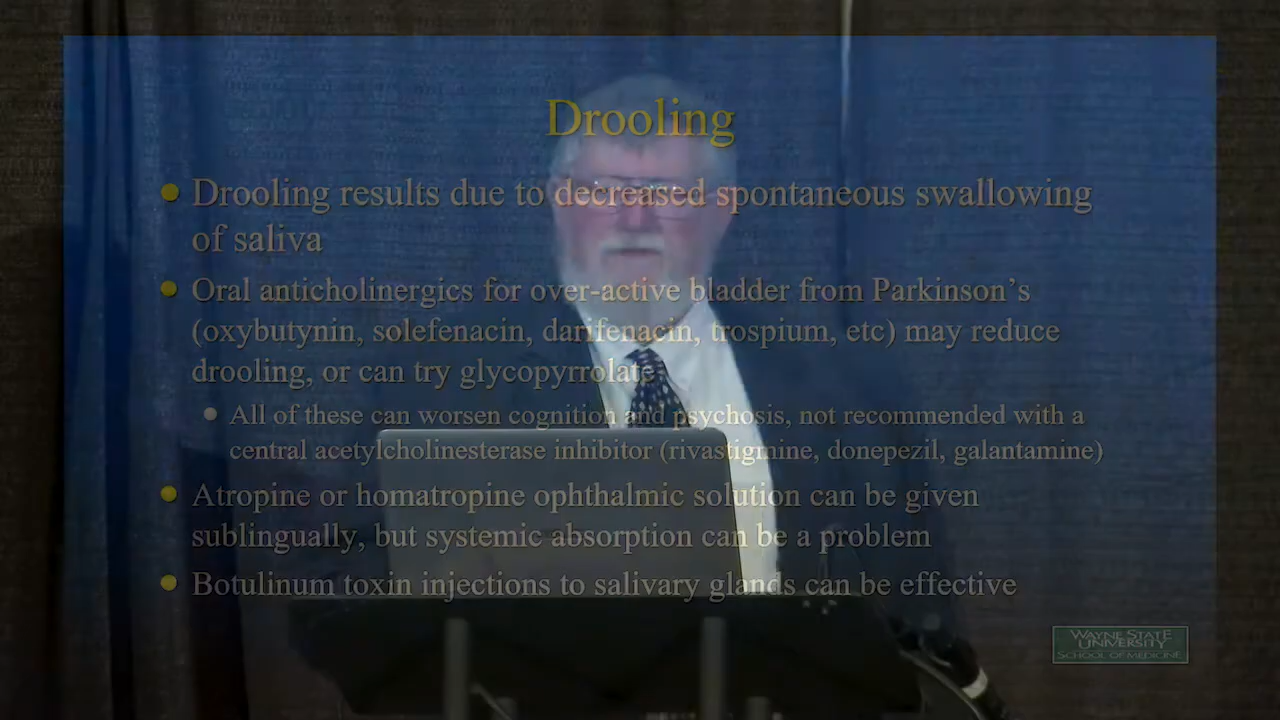 Drooling
Drooling results due to decreased spontaneous swallowing
of saliva
Oral anticholinergics for over-active bladder from Parkinson's
(oxybutynin, solefenacin, darifenacin, trospium, etc) may reduce
drooling, or can try glycopyrrolate
All of these can worsen cognition and psychosis, not recommended with a
central acetylcholinesterase inhibitor (rivastigmine, donepezil, galantamine)
Atropine or homatropine ophthalmic solution can be given
sublingually, but systemic absorption can be a problem
Botulinum toxin injections to salivary glands can be effective
WAYNE STATE
UNIVERSITY
SCHOOL OF MEDICINE